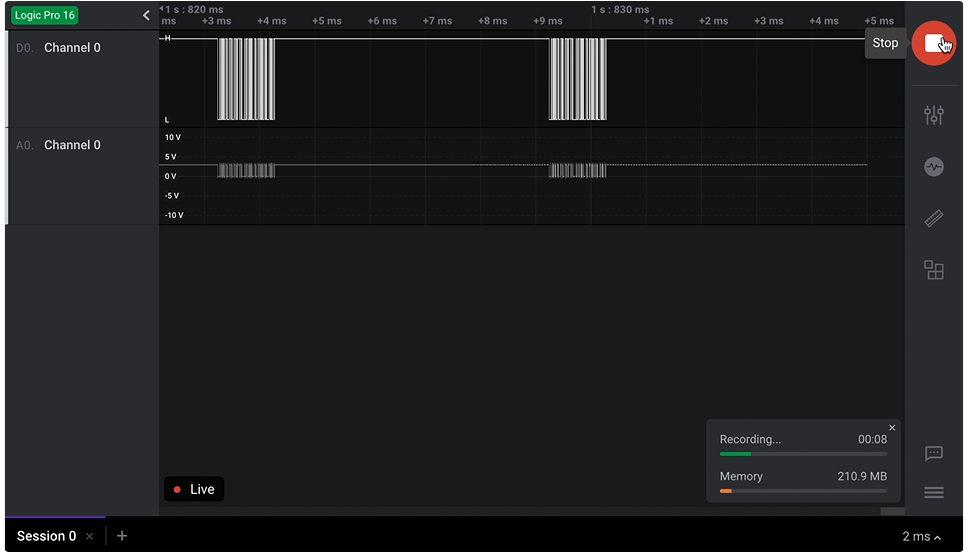 Logic Pro 16
1 s : 820 ms
1 s : 830 ms
ms
+3 ms
+4 ms
+5 ms
+6 ms
+7 ms
+8 ms
+9 ms
+1 ms
+2 ms
+3 ms
+4 ms
+5 ms
D0. Channel 0
H
L
Stop
A0. Channel 0
10 V
5 V
0 V
-5 V
-10 V
Recording... 00:08
Memory 210.9 MB
Live
Session 0
2 ms